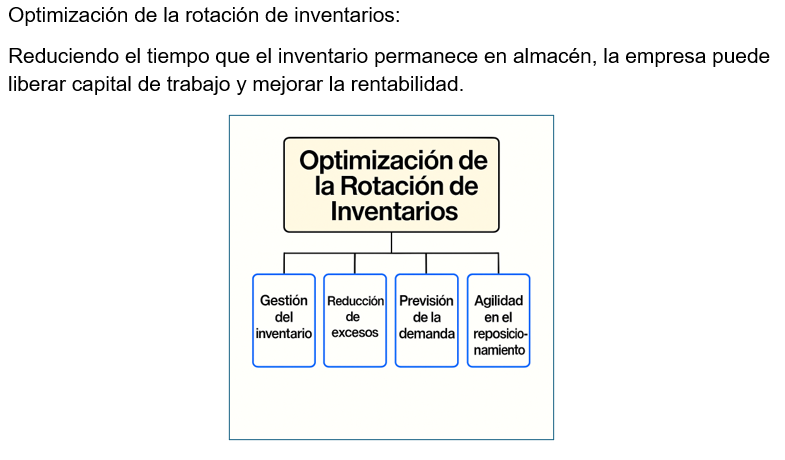 Optimización de la rotación de inventarios:
Reduciendo el tiempo que el inventario permanece en almacén, la empresa puede
liberar capital de trabajo y mejorar la rentabilidad.
Optimización de
la Rotación de
Inventarios
Gestión
del
inventario
Reducción
de
excesos
Previsión
de la
demanda
Agilidad
en el
reposicio-
namiento